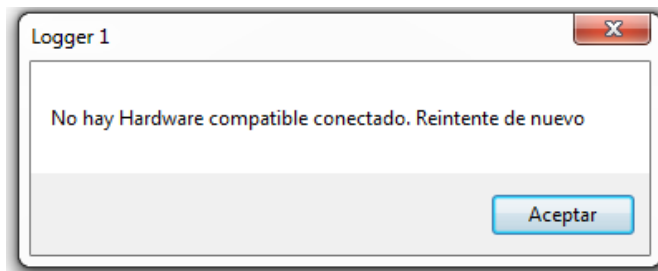 Logger 1
No hay Hardware compatible conectado. Reintente de nuevo
Aceptar